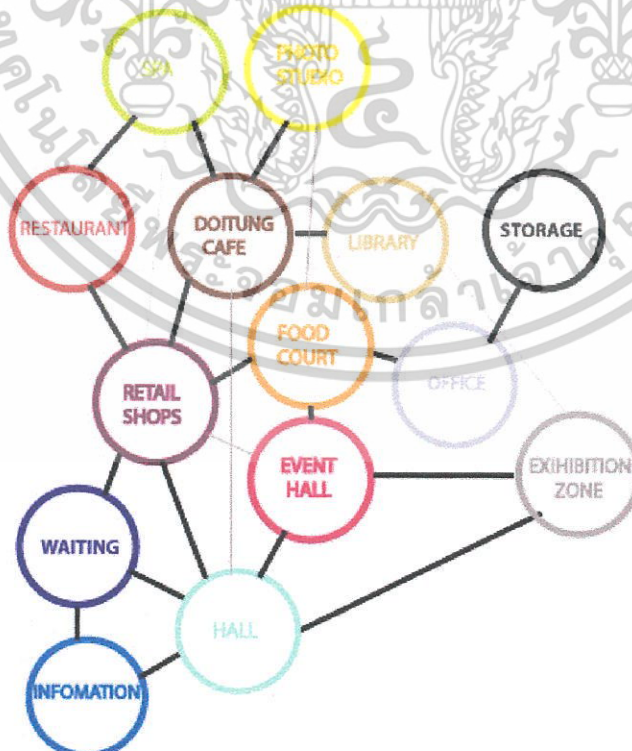 SPA
PHOTO
STUDIO
RESTAURANT
DOITUNG
CAFE
LIBRARY
STORAGE
FOOD
COURT
OFFICE
RETAIL
SHOPS
EVENT
HALL
EXIHIBITION
ZONE
WAITING
HALL
INFOMATION